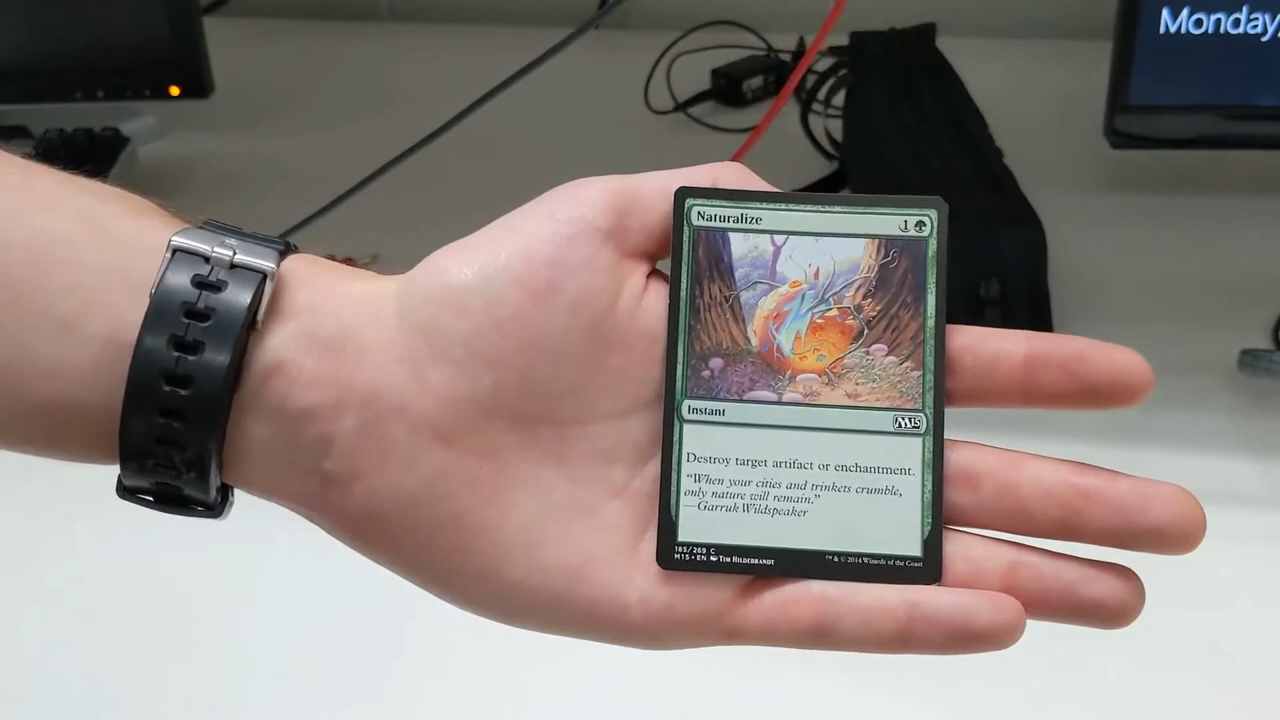 Monday,
Naturalize 1
Instant
M15
Destroy target artifact or enchantment.
"When your cities and trinkets crumble,
only nature will remain."
—Garruk Wildspeaker
185/269 C
M15 • EN Tim Hildebrandt
™ & © 2014 Wizards of the Coast